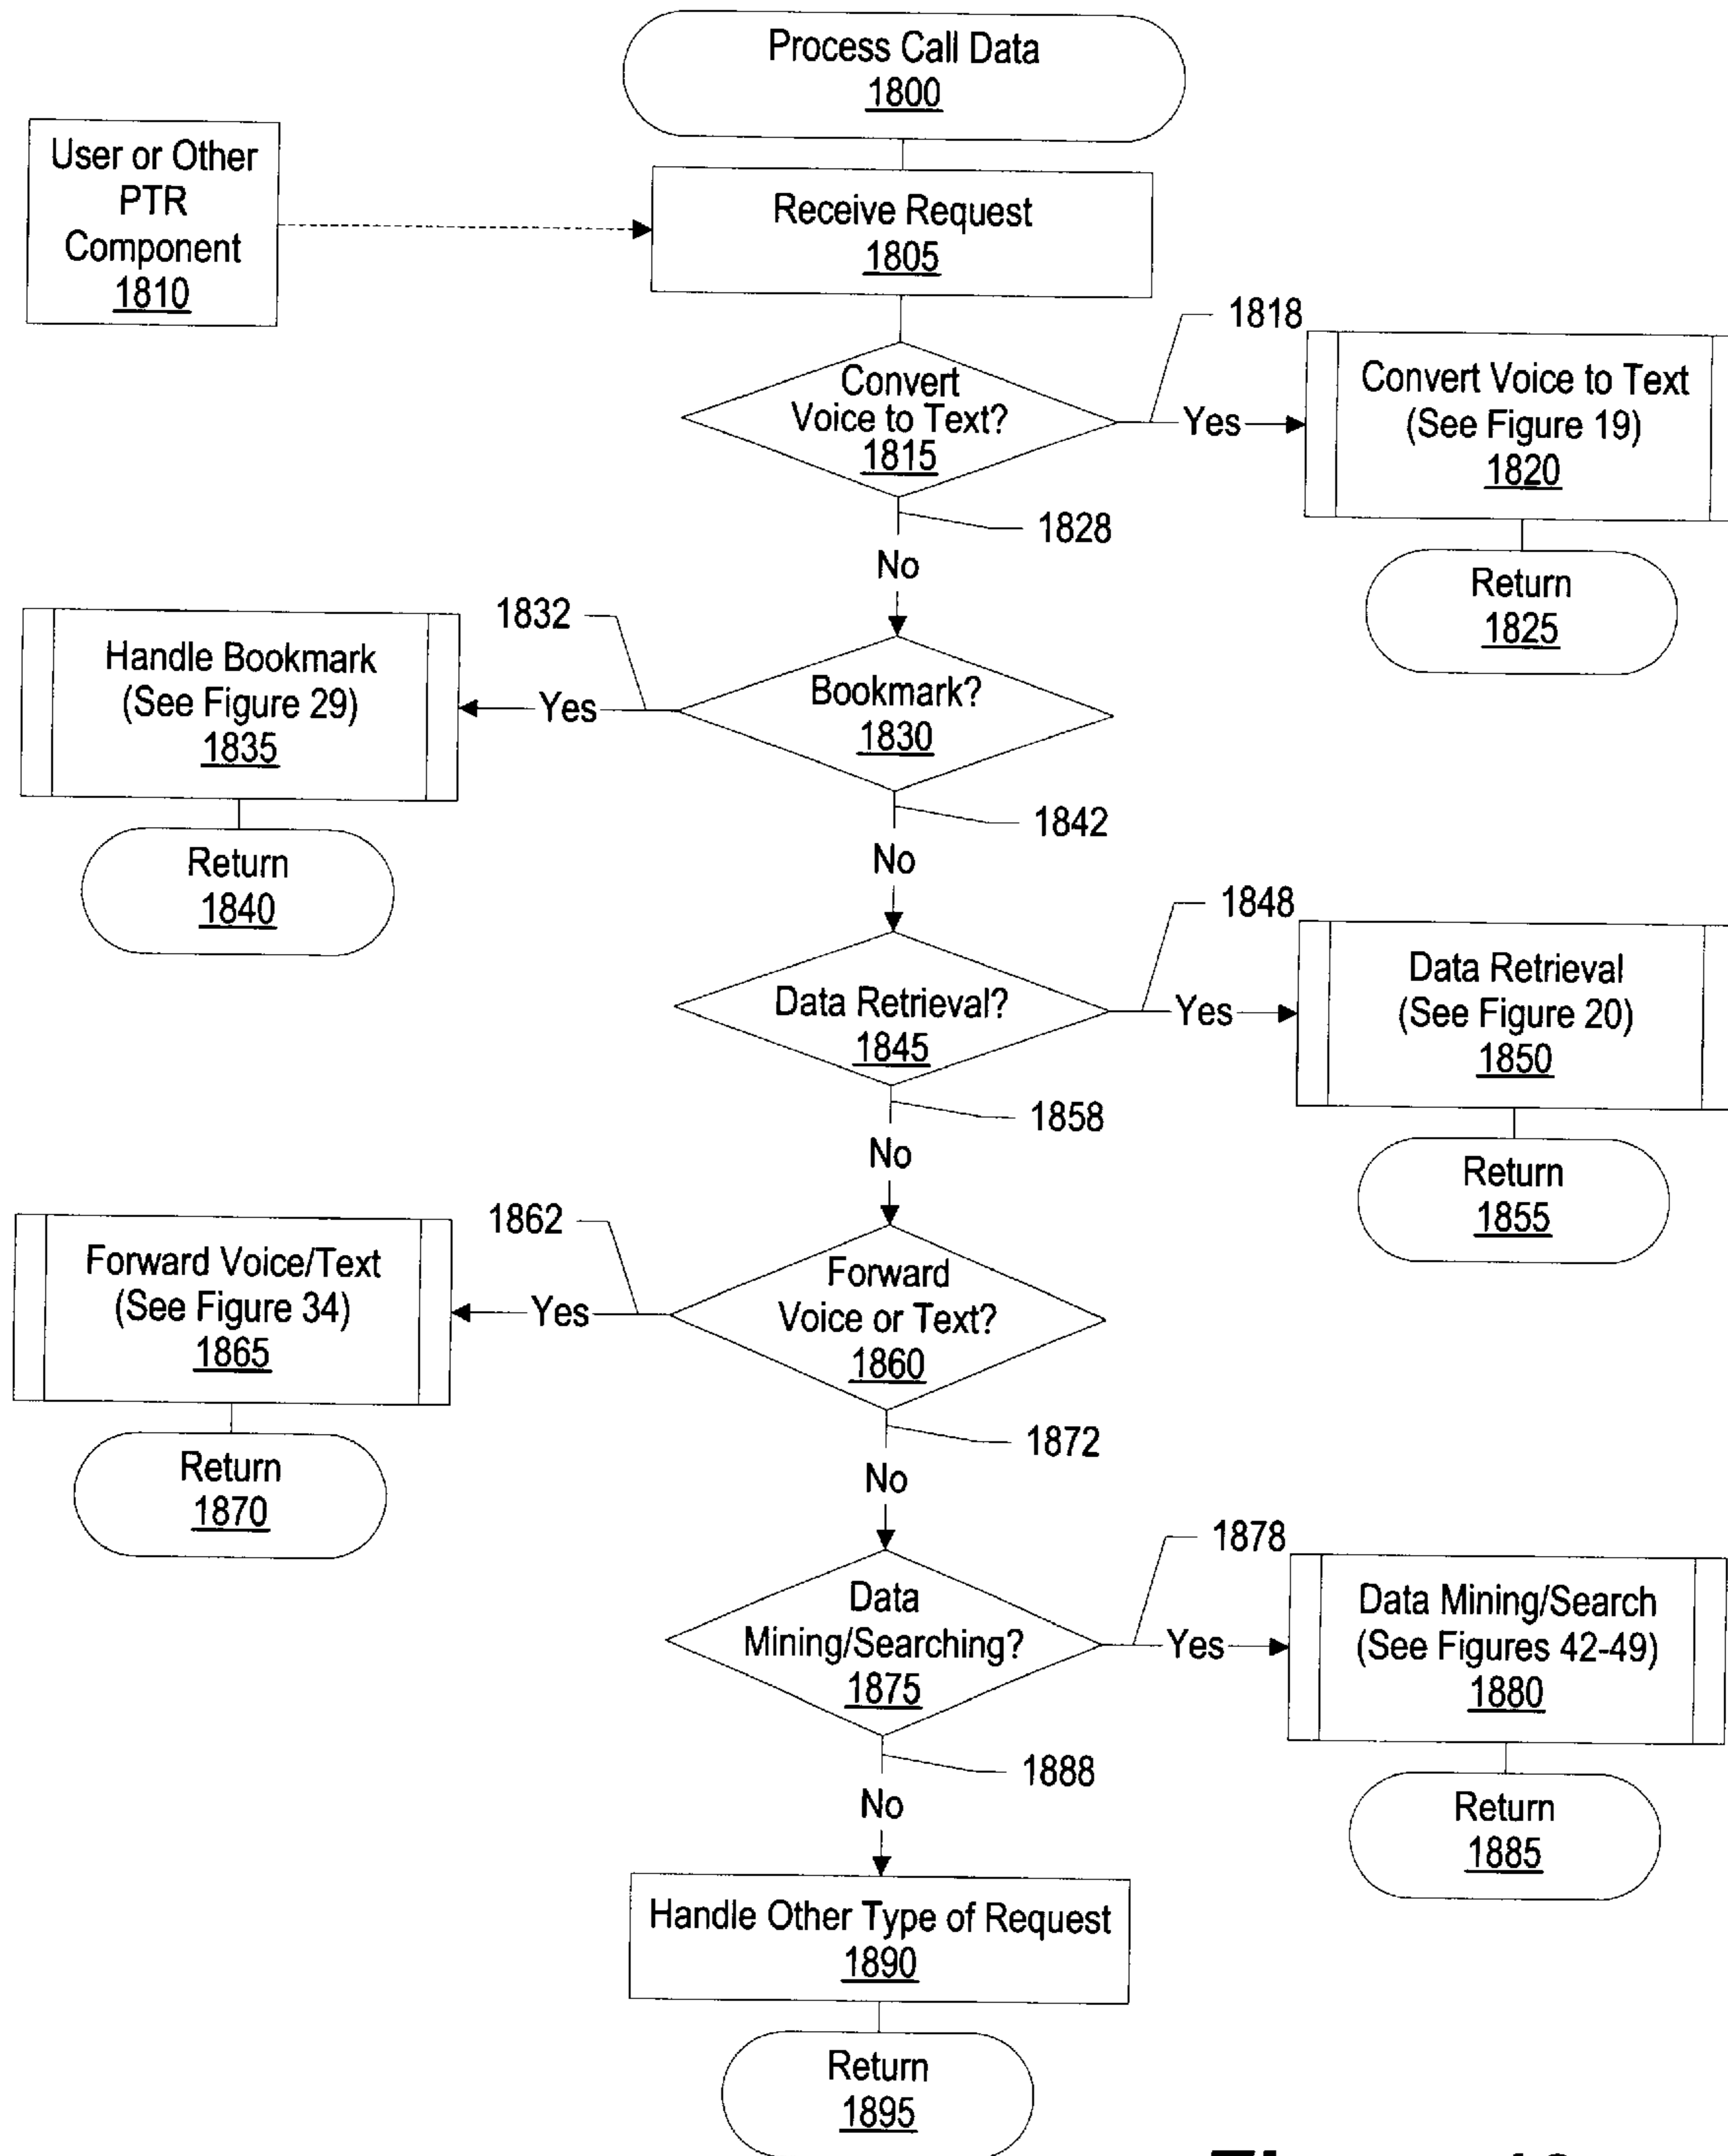 Process Call Data
1800
User or Other
PTR
Component
1810
Receive Request
1805
Convert
Voice to Text?
1815
1818
Yes
Convert Voice to Text
(See Figure 19)
1820
Return
1825
1828
No
1832
Yes
Handle Bookmark
(See Figure 29)
1835
Return
1840
Bookmark?
1830
1842
No
Data Retrieval?
1845
1848
Yes
Data Retrieval
(See Figure 20)
1850
Return
1855
1858
No
1862
Yes
Forward Voice/Text
(See Figure 34)
1865
Return
1870
Forward
Voice or Text?
1860
1872
No
Data
Mining/Searching?
1875
1878
Yes
Data Mining/Search
(See Figures 42-49)
1880
Return
1885
1888
No
Handle Other Type of Request
1890
Return
1895